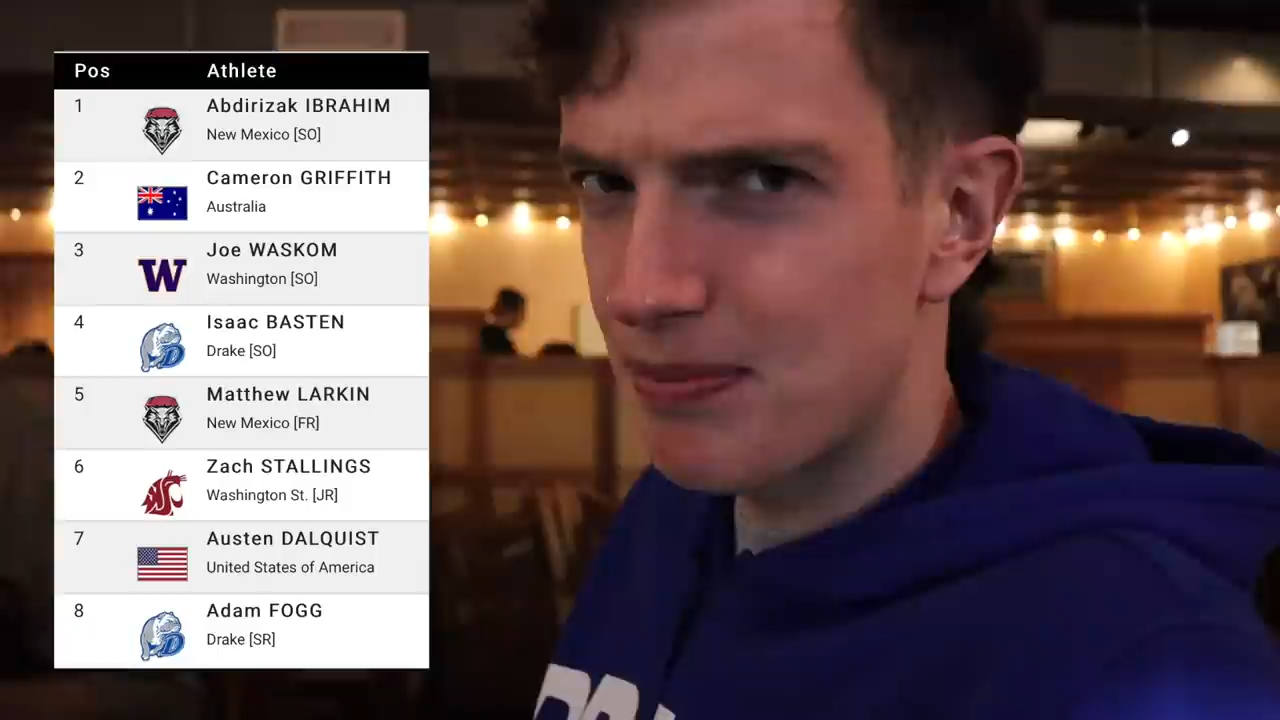 Pos Athlete
1 Abdirizak IBRAHIM
New Mexico [SO]
2 Cameron GRIFFITH
Australia
3 Joe WASKOM
W Washington [SO]
4 Isaac BASTEN
D Drake [SO]
5 Matthew LARKIN
New Mexico [FR]
6 Zach STALLINGS
WSC Washington St. [JR]
7 Austen DALQUIST
United States of America
8 Adam FOGG
D Drake [SR]